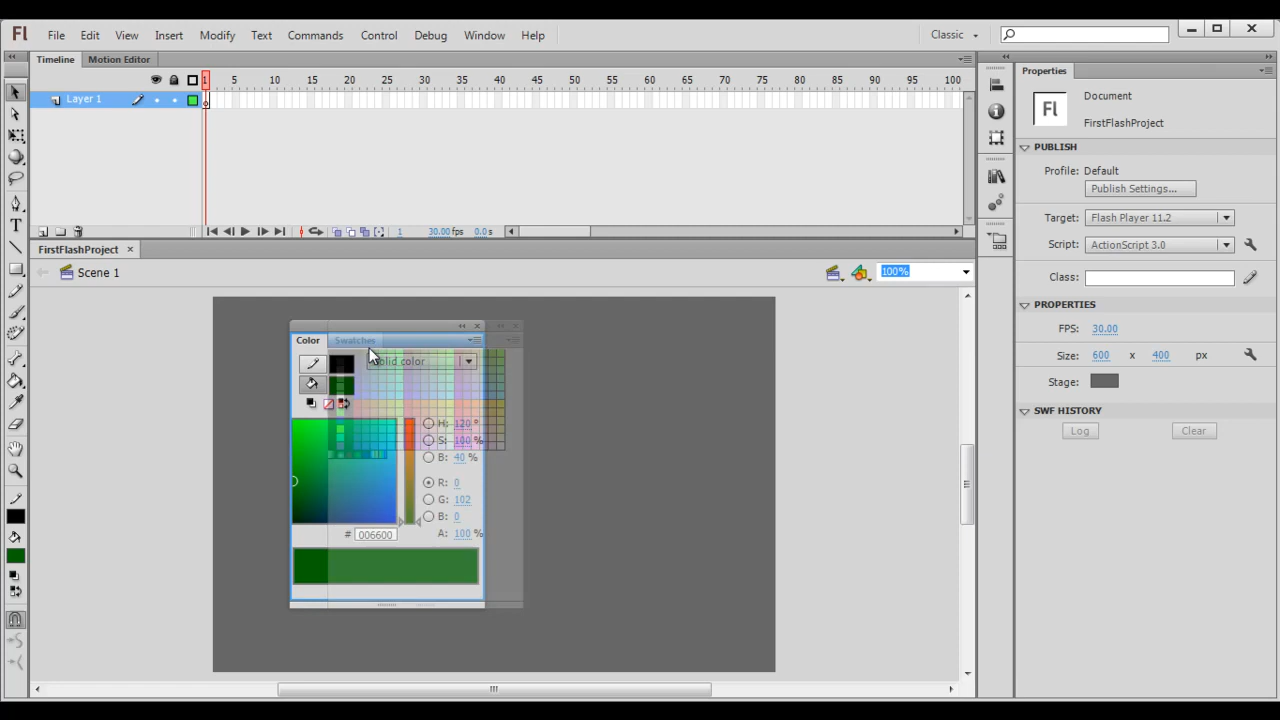 Fl File Edit View Insert Modify Text Commands Control Debug Window Help Classic
Timeline Motion Editor
1 5 10 15 20 25 30 35 40 45 50 55 60 65 70 75 80 85 90 95 100
Layer 1
1 30.00 fps 0.0 s
FirstFlashProject
Scene 1 100%
Color Swatches
Solid color
H: 120 °
S: 100 %
B: 40 %
R: 0
G: 102
B: 0
# 006600 A: 100 %
Properties
Fl Document
FirstFlashProject
PUBLISH
Profile: Default
Publish Settings...
Target: Flash Player 11.2
Script: ActionScript 3.0
Class:
PROPERTIES
FPS: 30.00
Size: 600 x 400 px
Stage:
SWF HISTORY
Log Clear